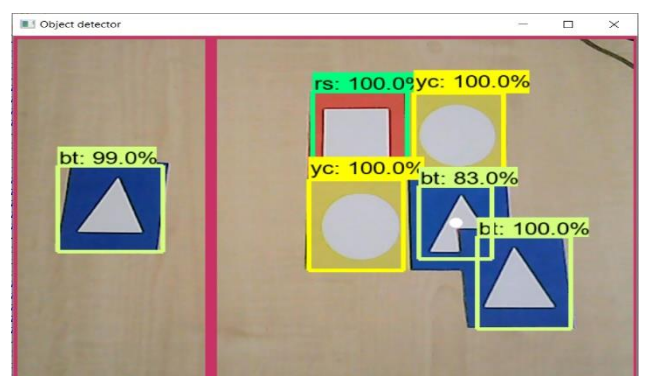 Object detector
rs: 100.0%
yc: 100.0%
bt: 99.0%
yc: 100.0%
bt: 83.0%
bt: 100.0%